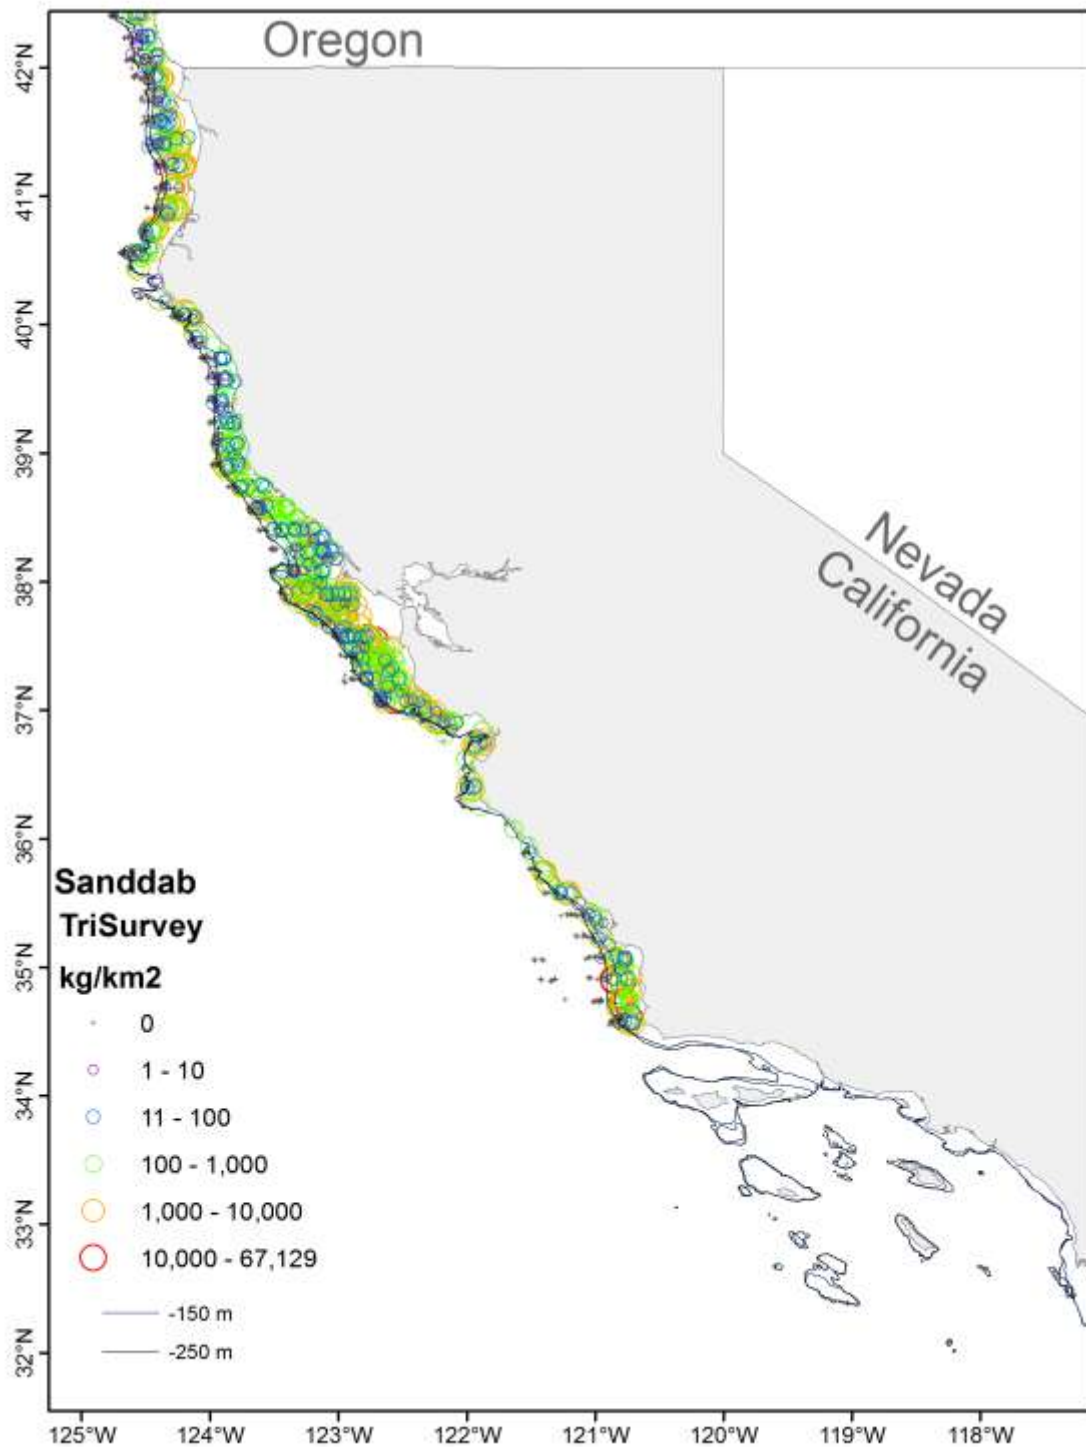 Oregon
42°N
41°N
40°N
39°N
38°N
37°N
36°N
35°N
34°N
33°N
32°N
Nevada
California
Sanddab
TriSurvey
kg/km2
0
1 - 10
11 - 100
100 - 1,000
1,000 - 10,000
10,000 - 67,129
-150 m
-250 m
125°W 124°W 123°W 122°W 121°W 120°W 119°W 118°W